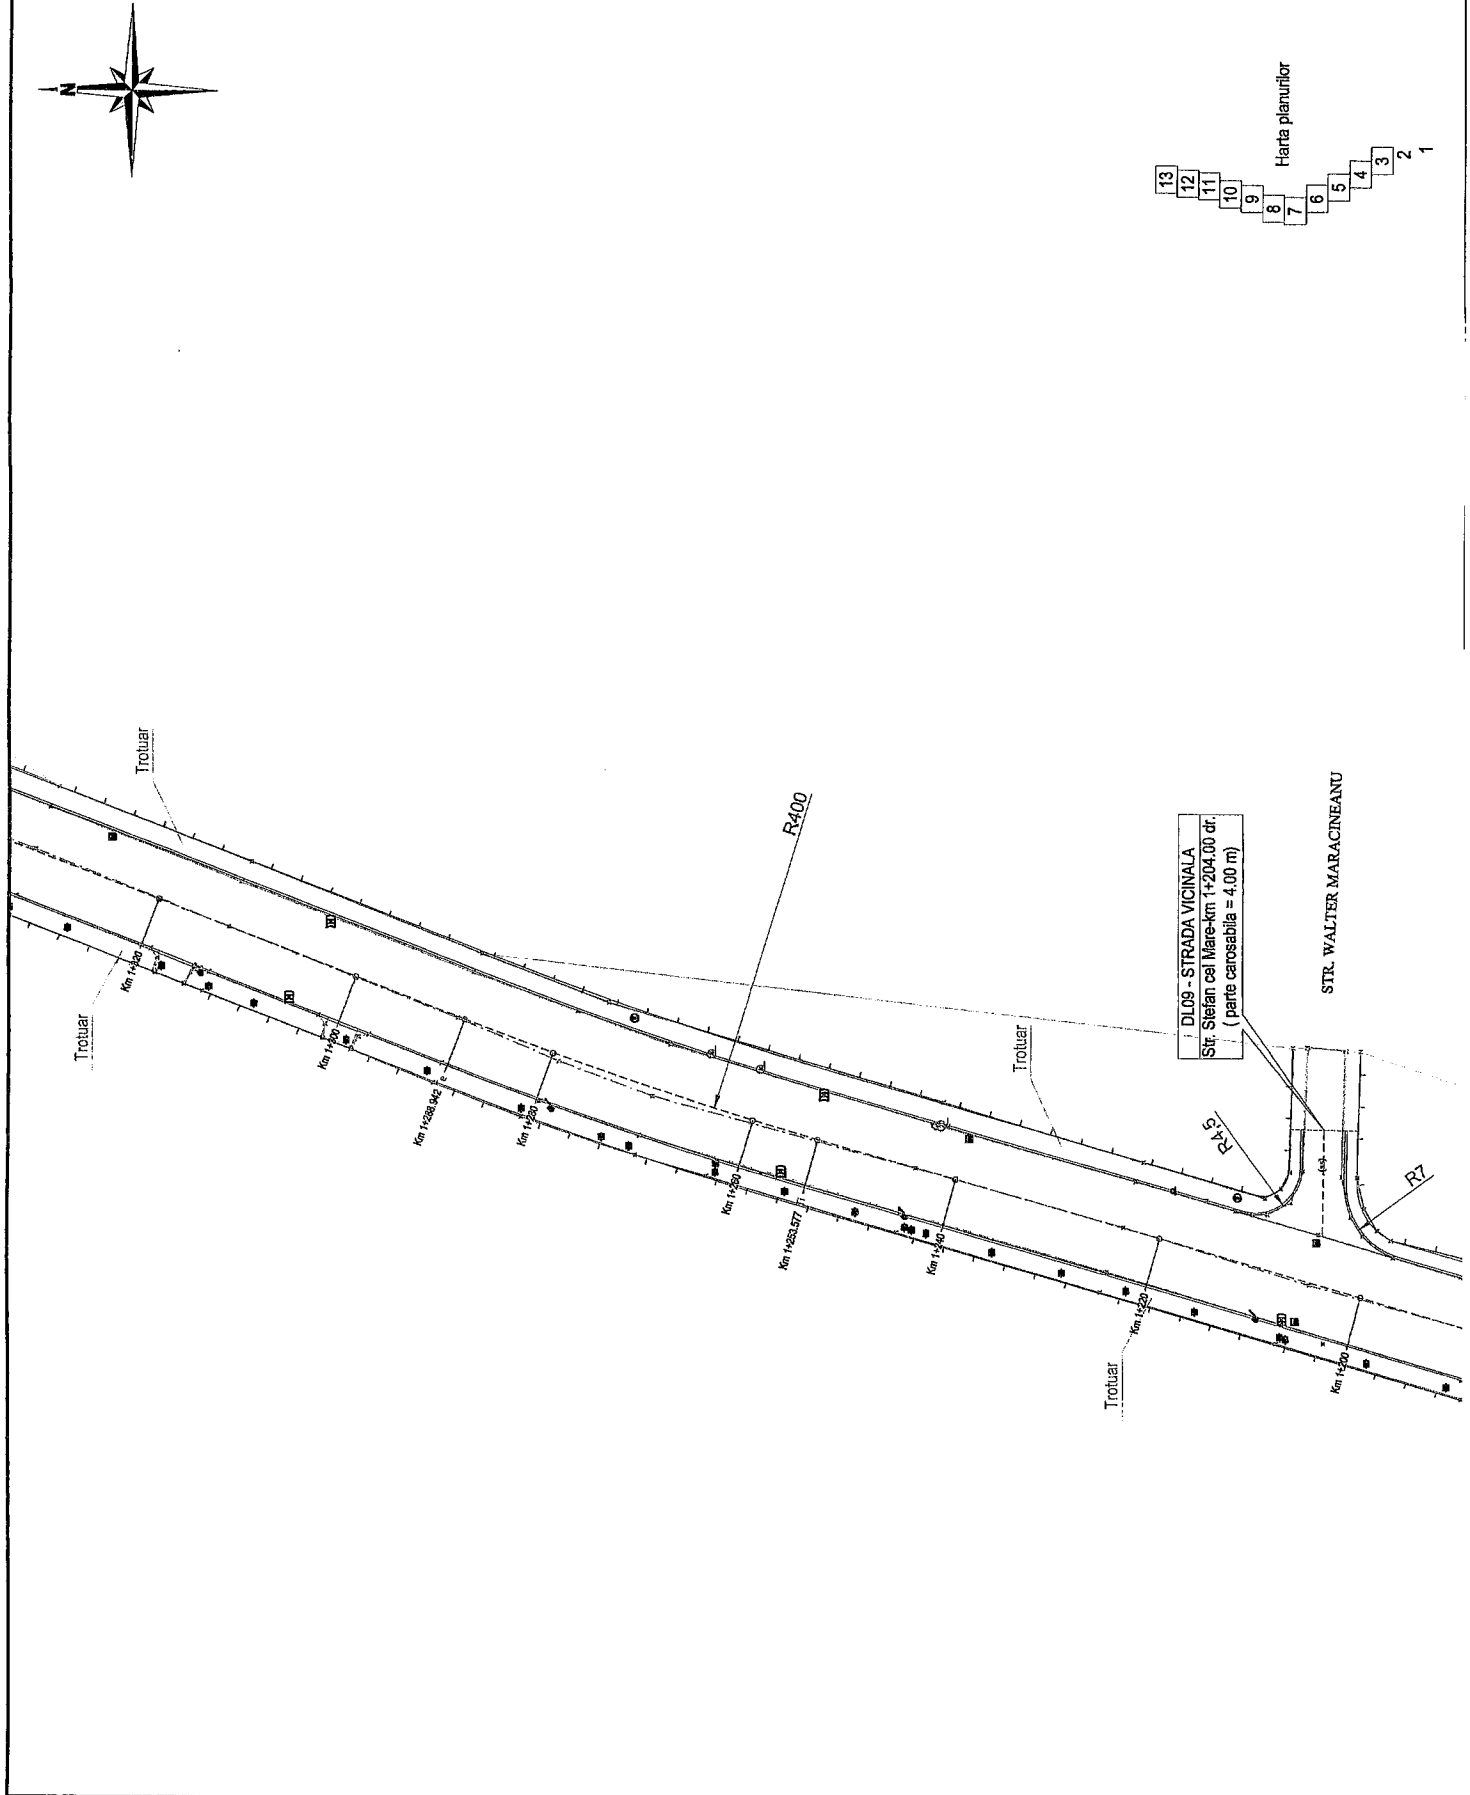 N
Harta planurilor
13
12
11
10
9
8
7
6
5
4
3
2
1
Trotuar
Trotuar
Km 1+320
Km 1+300
Km 1+288.942
Km 1+280
R400
Km 1+260
Km 1+253.577
Km 1+240
Trotuar
Km 1+220
Trotuar
DL09 - STRADA VICINALA
Str. Stefan cel Mare-km 1+204.00 dr.
( parte carosabila = 4.00 m)
STR. WALTER MARACINEANU
R4.5
R7
Km 1+200